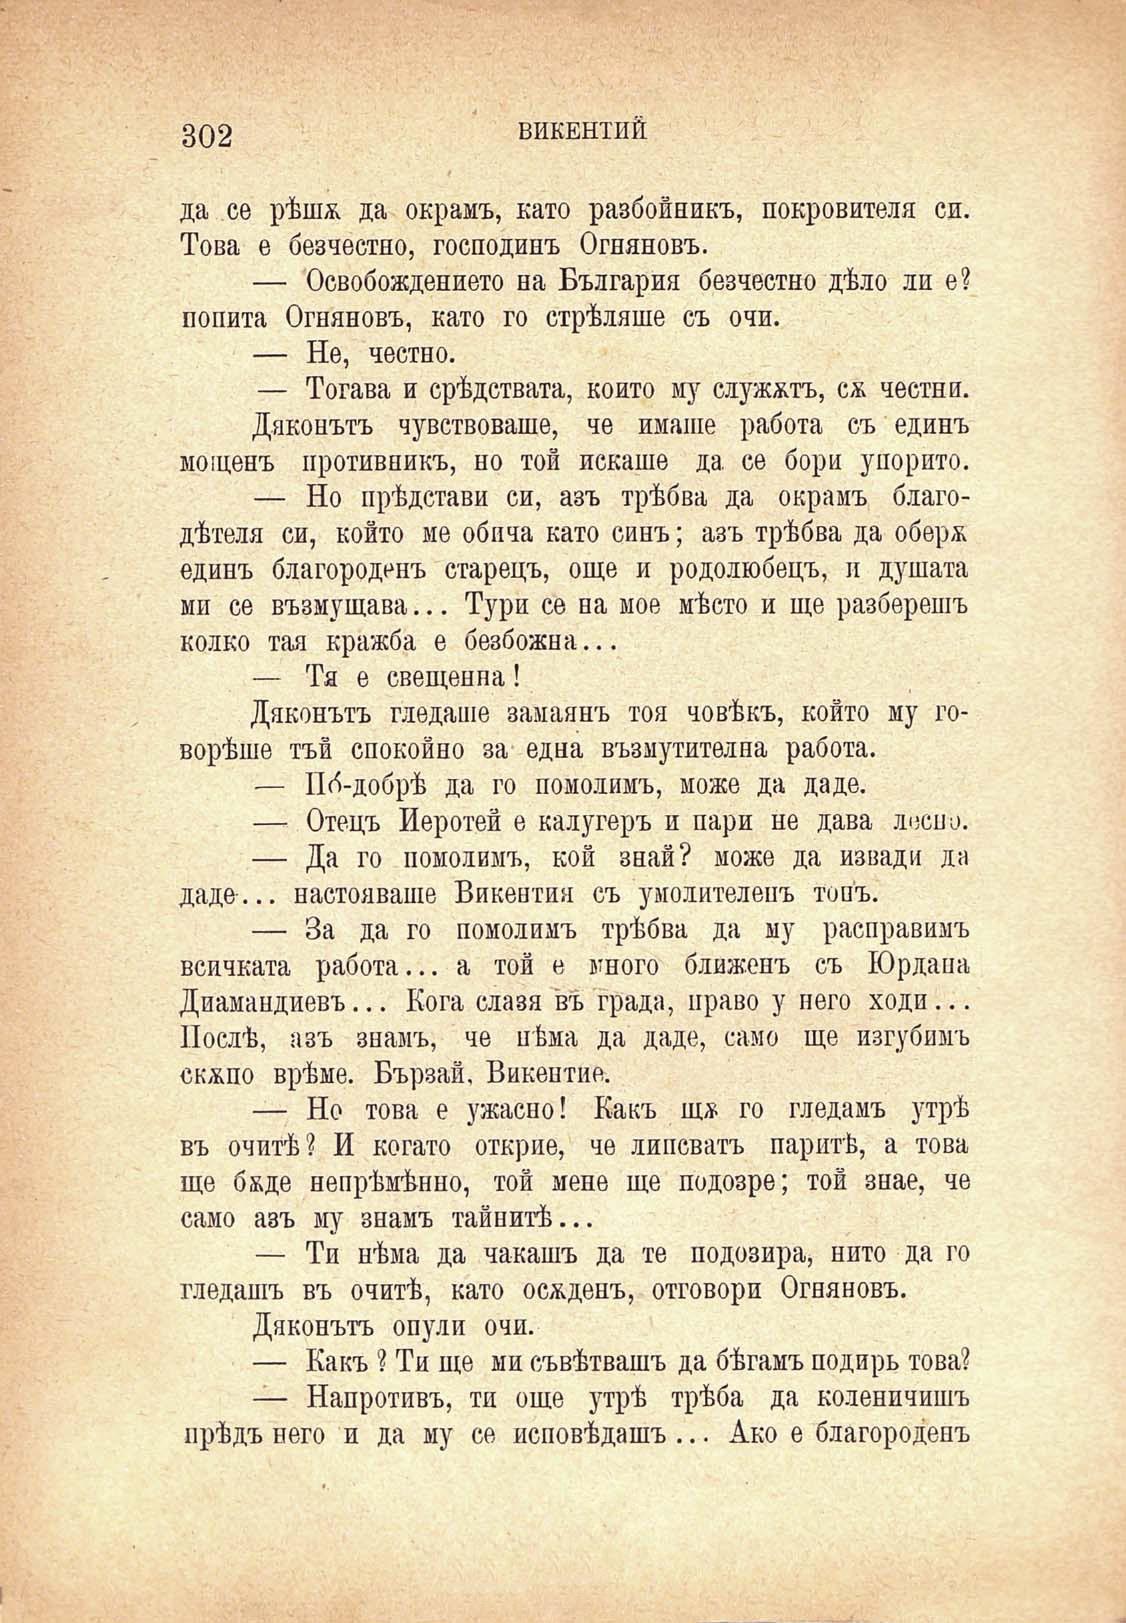 302
ВИКЕНТИЙ
да се рѣшѫ да окрамъ, като разбойникъ, покровителя си.
Това е безчестно, господинъ Огняновъ.
— Освобождението на България безчестно дѣло ли е?
попита Огняновъ, като го стрѣляше съ очи.
— Не, честно.
— Тогава и срѣдствата, които му служѫтъ, сѫ честни.
Дяконътъ чувствоваше, че имаше работа съ единъ
мощенъ противникъ, но той искаше да се бори упорито.
— Но прѣдстави си, азъ трѣбва да окрамъ благо-
дѣтеля си, който ме обича като синъ; азъ трѣбва да оберѫ
единъ благороденъ старецъ, още и родолюбецъ, и душата
ми се възмущава... Тури се на мое мѣсто и ще разберешъ
колко тая кражба е безбожна...
— Тя е свещенна!
Дяконътъ гледаше замаянъ тоя човѣкъ, който му го-
ворѣше тъй спокойно за една възмутителна работа.
— По́-добрѣ да го помолимъ, може да даде.
— Отецъ Иеротей е калугеръ и пари не дава лесно.
— Да го помолимъ, кой знай? може да извади да
даде... настояваше Викентия съ умолителенъ тонъ.
— За да го помолимъ трѣбва да му расправимъ
всичката работа... а той е много ближенъ съ Юрдана
Диамандиевъ... Кога слазя въ града, право у него ходи...
Послѣ, азъ знамъ, че нѣма да даде, само ще изгубимъ
скѫпо врѣме. Бързай, Викентие.
— Но това е ужасно! Какъ щѫ го гледамъ утрѣ
въ очитѣ? И когато открие, че липсватъ паритѣ, а това
ще бѫде непрѣмѣнно, той мене ще подозре; той знае, че
само азъ му знамъ тайнитѣ...
— Ти нѣма да чакашъ да те подозира, нито да го
гледашъ въ очитѣ, като осѫденъ, отговори Огняновъ.
Дяконътъ опули очи.
— Какъ? Ти ще ми съвѣтвашъ да бѣгамъ подирь това?
— Напротивъ, ти още утрѣ трѣба да коленичишъ
прѣдъ него и да му се исповѣдашъ... Ако е благороденъ